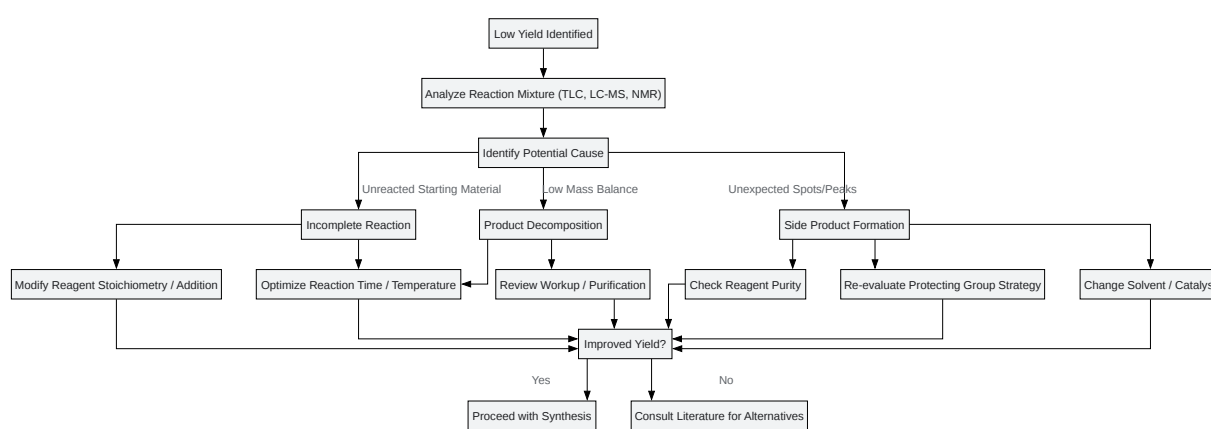 Low Yield Identified
Analyze Reaction Mixture (TLC, LC-MS, NMR)
Identify Potential Cause
Unreacted Starting Material
Low Mass Balance
Unexpected Spots/Peaks
Incomplete Reaction
Product Decomposition
Side Product Formation
Modify Reagent Stoichiometry / Addition
Optimize Reaction Time / Temperature
Review Workup / Purification
Check Reagent Purity
Re-evaluate Protecting Group Strategy
Change Solvent / Catalys
Improved Yield?
Yes
No
Proceed with Synthesis
Consult Literature for Alternatives